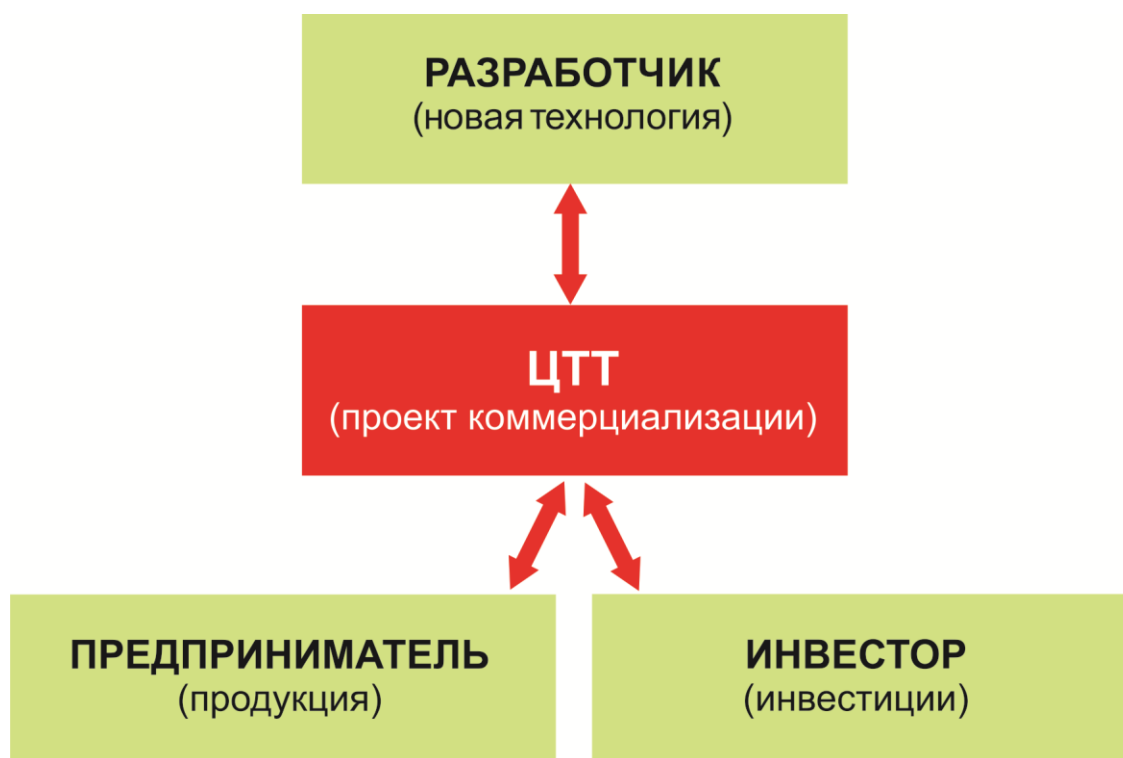 РАЗРАБОТЧИК
(новая технология)
ЦТТ
(проект коммерциализации)
ПРЕДПРИНИМАТЕЛЬ
(продукция)
ИНВЕСТОР
(инвестиции)